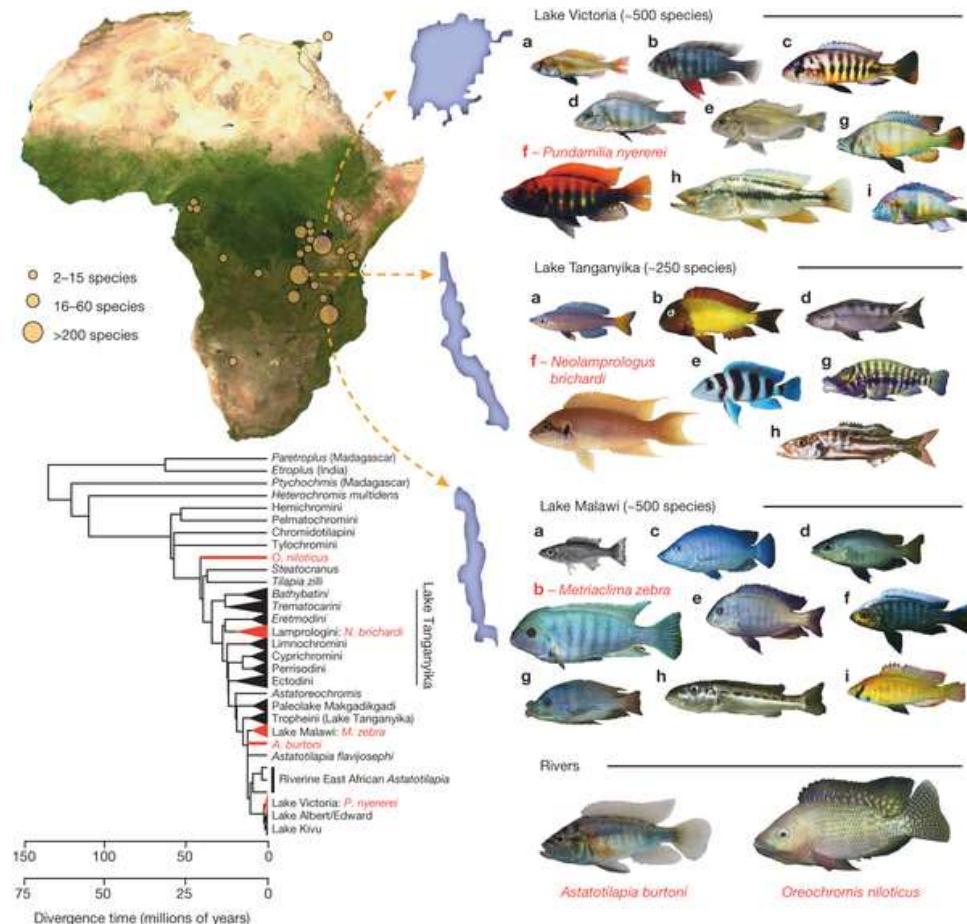 Lake Victoria (~500 species)
a
b
c
d
e
g
f – Pundamilia nyererei
h
i
2–15 species
16–60 species
>200 species
Lake Tanganyika (~250 species)
a
b
d
f – Neolamprologus
brichardi
e
g
h
Paretroplus (Madagascar)
Etroplus (India)
Ptychochmis (Madagascar)
Heterochromis multidens
Hemichromini
Pelmatochromini
Chromidotilapini
Tylochromini
O. niloticus
Steatocranus
Tilapia zilli
Bathybatini
Trematocarini
Eretmodini
Lamprologini: N. brichardi
Limnochromini
Cyprichromini
Perrisodini
Ectodini
Lake Tanganyika
Astatoreochromis
Paleolake Makgadikgadi
Tropheini (Lake Tanganyika)
Lake Malawi: M. zebra
A. burtoni
Astatotilapia flavijosephi
Riverine East African Astatotilapia
Lake Victoria: P. nyererei
Lake Albert/Edward
Lake Kivu
150 100 50 0
75 50 25 0
Divergence time (millions of years)
Lake Malawi (~500 species)
a
c
d
b – Metriaclima zebra
e
f
g
h
i
Rivers
Astatotilapia burtoni
Oreochromis niloticus